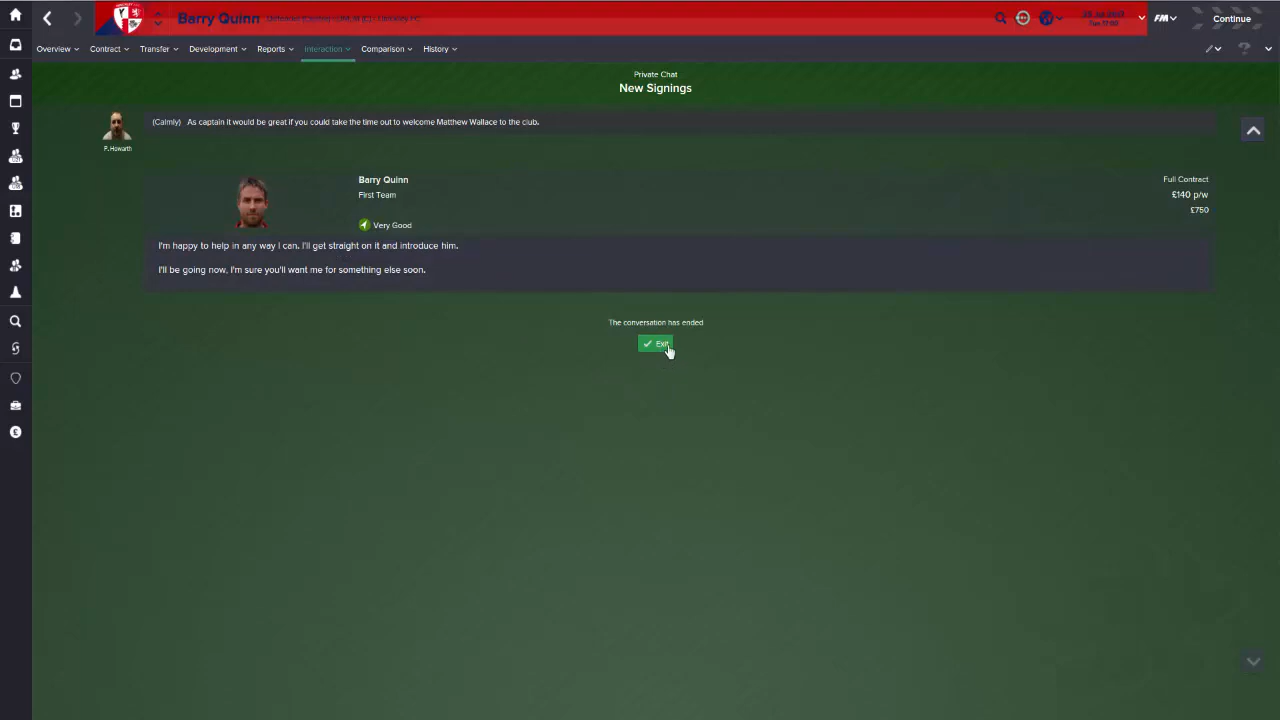 Barry Quinn
FM
Continue
Overview
Contract
Transfer
Development
Reports
Interaction
Comparison
History
Private Chat
New Signings
(Calmly) As captain it would be great if you could take the time out to welcome Matthew Wallace to the club.
P. Howarth
Barry Quinn
Full Contract
First Team
£140 p/w
£750
Very Good
I'm happy to help in any way I can. I'll get straight on it and introduce him.
I'll be going now, I'm sure you'll want me for something else soon.
The conversation has ended
Exit